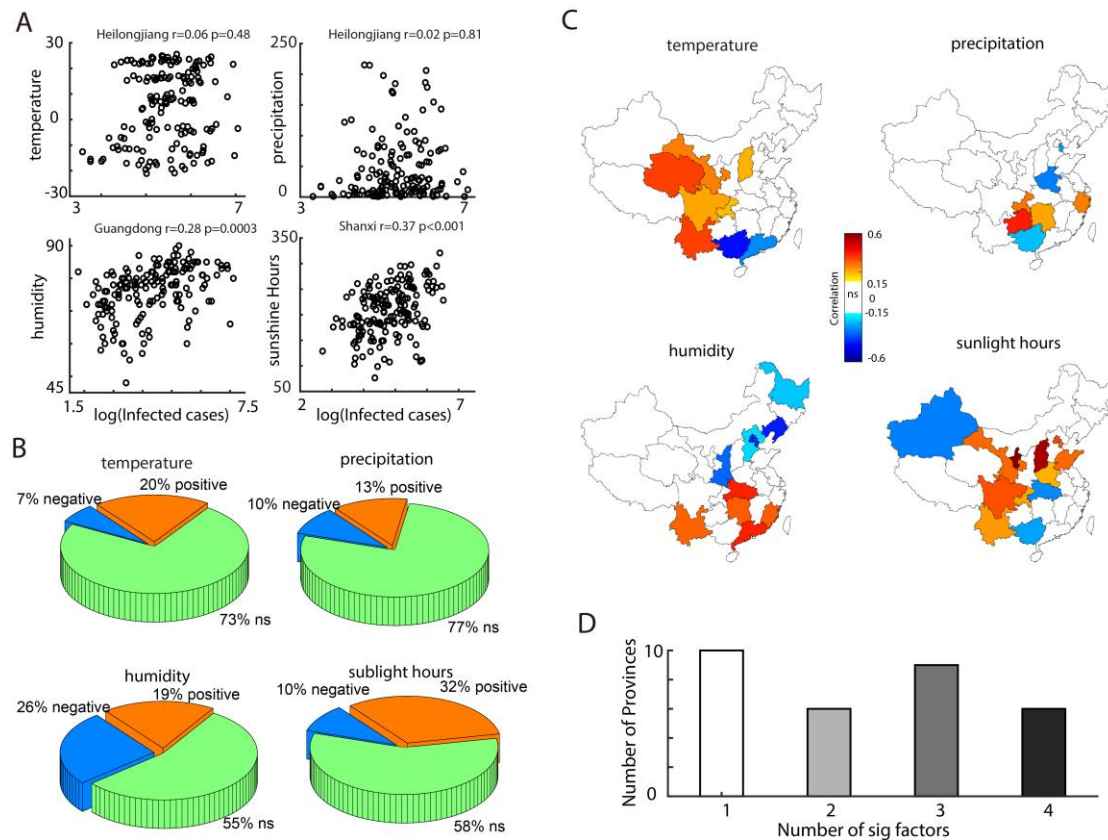 A
Heilongjiang r=0.06 p=0.48
30
temperature
0
-30
3
7
Heilongjiang r=0.02 p=0.81
250
precipitation
0
3
7
Guangdong r=0.28 p=0.0003
90
humidity
45
1.5
log(Infected cases)
7.5
Shanxi r=0.37 p<0.001
350
sunshine Hours
50
2
log(Infected cases)
7
B
temperature
7% negative
20% positive
73% ns
precipitation
10% negative
13% positive
77% ns
humidity
26% negative
19% positive
55% ns
sublight hours
10% negative
32% positive
58% ns
C
temperature
precipitation
Correlation
0.6
0.15
ns
0
-0.15
-0.6
humidity
sunlight hours
D
Number of Provinces
10
0
1
2
3
4
Number of sig factors